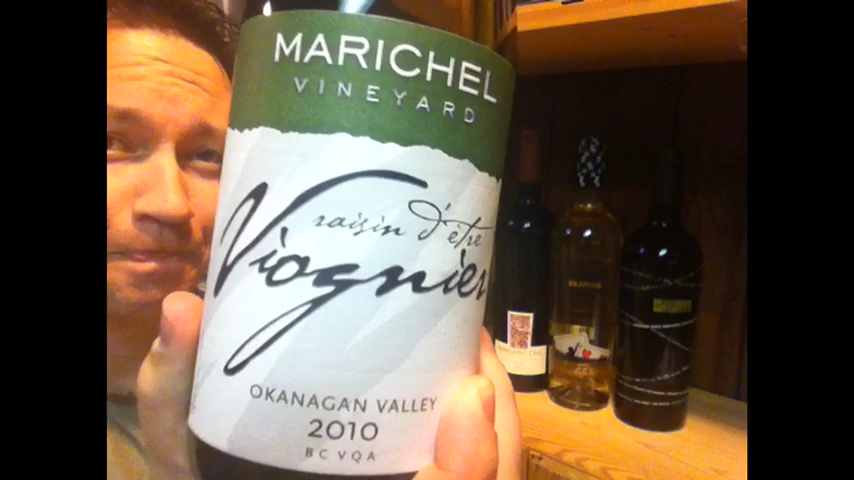 MARICHEL
VINEYARD
raisin d'être
Viognier
OKANAGAN VALLEY
2010
BC VQA